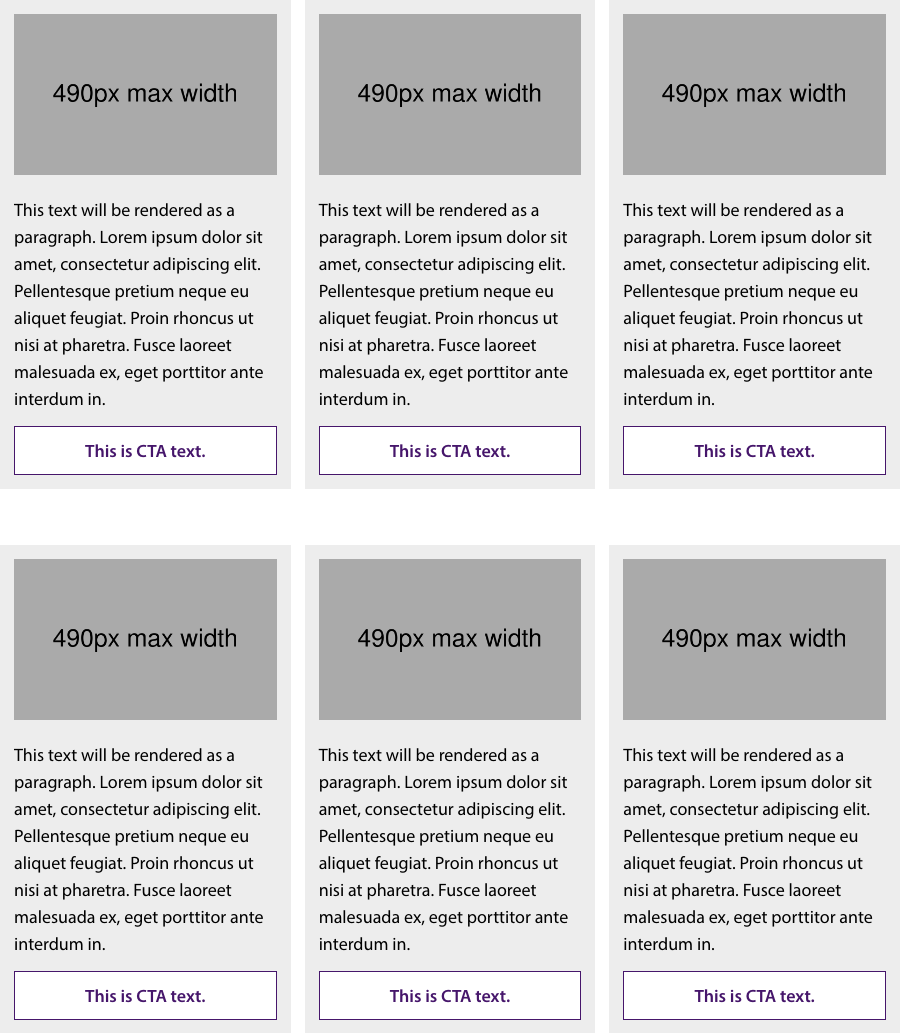 490px max width
This text will be rendered as a
paragraph. Lorem ipsum dolor sit
amet, consectetur adipiscing elit.
Pellentesque pretium neque eu
aliquet feugiat. Proin rhoncus ut
nisi at pharetra. Fusce laoreet
malesuada ex, eget porttitor ante
interdum in.
This is CTA text.
490px max width
This text will be rendered as a
paragraph. Lorem ipsum dolor sit
amet, consectetur adipiscing elit.
Pellentesque pretium neque eu
aliquet feugiat. Proin rhoncus ut
nisi at pharetra. Fusce laoreet
malesuada ex, eget porttitor ante
interdum in.
This is CTA text.
490px max width
This text will be rendered as a
paragraph. Lorem ipsum dolor sit
amet, consectetur adipiscing elit.
Pellentesque pretium neque eu
aliquet feugiat. Proin rhoncus ut
nisi at pharetra. Fusce laoreet
malesuada ex, eget porttitor ante
interdum in.
This is CTA text.
490px max width
This text will be rendered as a
paragraph. Lorem ipsum dolor sit
amet, consectetur adipiscing elit.
Pellentesque pretium neque eu
aliquet feugiat. Proin rhoncus ut
nisi at pharetra. Fusce laoreet
malesuada ex, eget porttitor ante
interdum in.
This is CTA text.
490px max width
This text will be rendered as a
paragraph. Lorem ipsum dolor sit
amet, consectetur adipiscing elit.
Pellentesque pretium neque eu
aliquet feugiat. Proin rhoncus ut
nisi at pharetra. Fusce laoreet
malesuada ex, eget porttitor ante
interdum in.
This is CTA text.
490px max width
This text will be rendered as a
paragraph. Lorem ipsum dolor sit
amet, consectetur adipiscing elit.
Pellentesque pretium neque eu
aliquet feugiat. Proin rhoncus ut
nisi at pharetra. Fusce laoreet
malesuada ex, eget porttitor ante
interdum in.
This is CTA text.